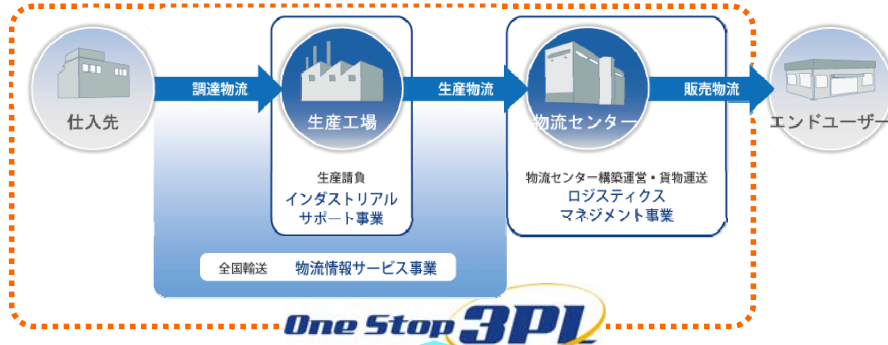 調達物流
生産物流
販売物流
仕入先
生産工場
物流センター
エンドユーザー
生産請負
インダストリアル
サポート事業
物流センター構築運営・貨物運送
ロジスティクス
マネジメント事業
全国輸送 物流情報サービス事業
One Stop 3PL